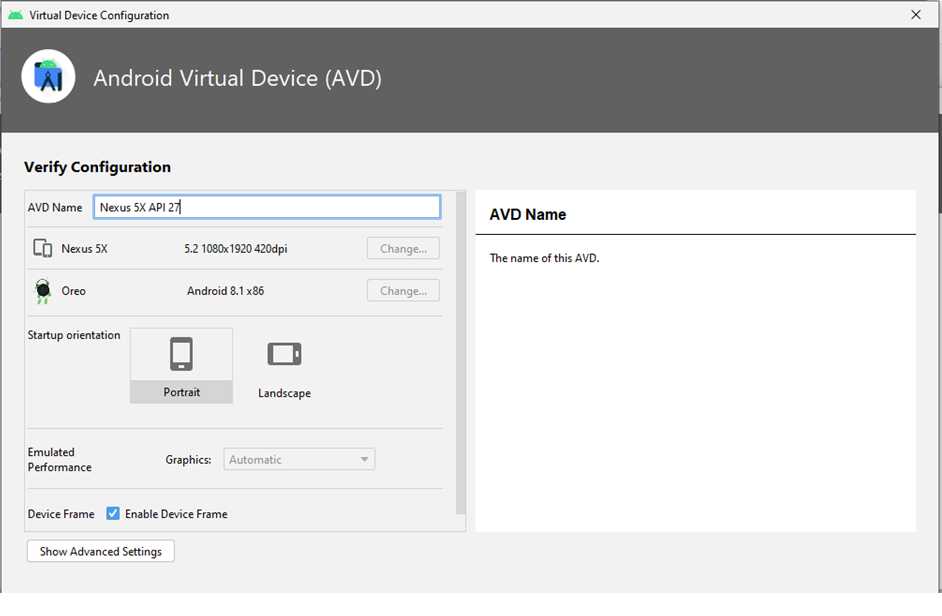 Virtual Device Configuration
Android Virtual Device (AVD)
Verify Configuration
AVD Name Nexus 5X API 27
Nexus 5X 5.2 1080x1920 420dpi Change...
Oreo Android 8.1 x86 Change...
Startup orientation
Portrait Landscape
Emulated
Performance Graphics: Automatic
Device Frame Enable Device Frame
Show Advanced Settings
AVD Name
The name of this AVD.